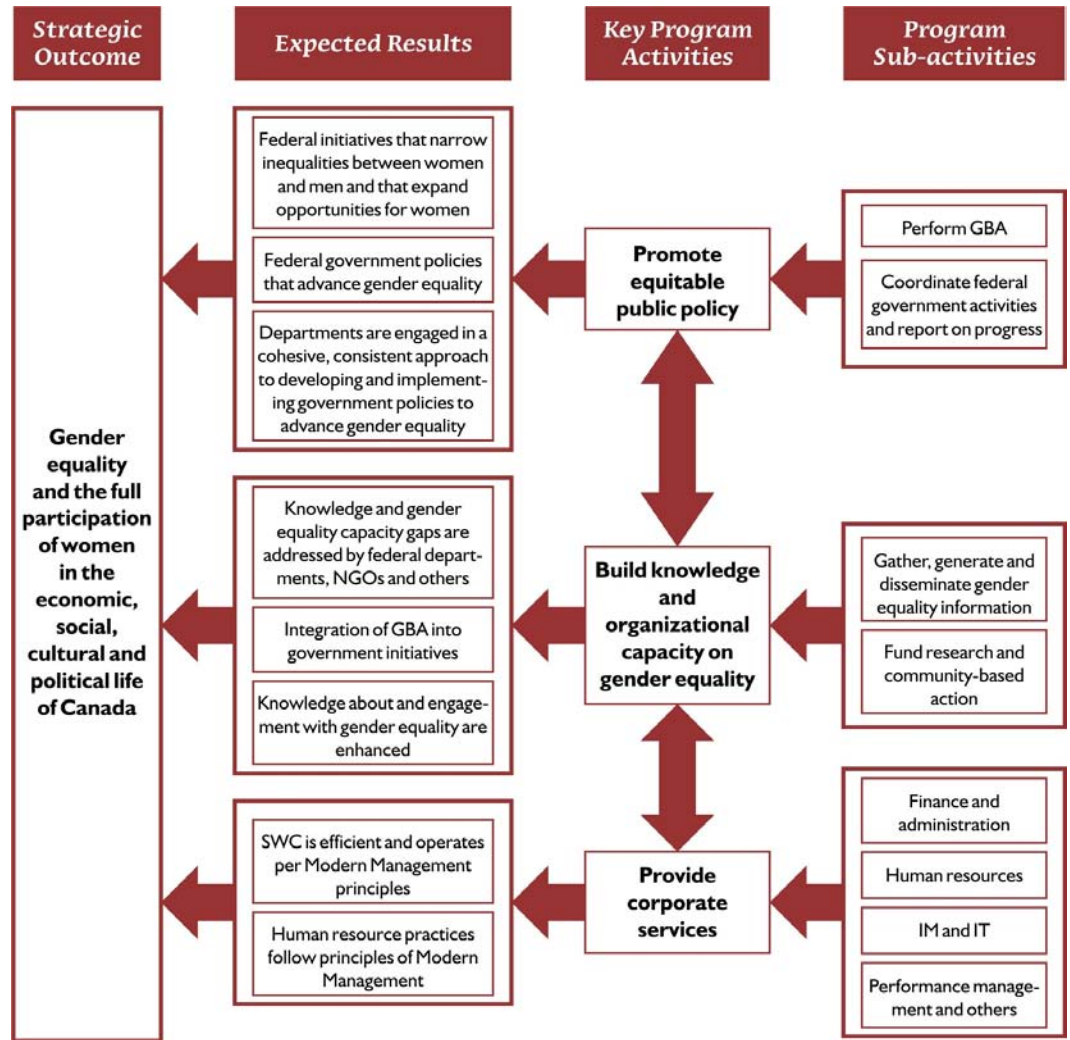 Strategic
Outcome
Expected Results
Key Program
Activities
Program
Sub-activities
Gender
equality
and the full
participation
of women
in the
economic,
social,
cultural and
political life
of Canada
Federal initiatives that narrow
inequalities between women
and men and that expand
opportunities for women
Federal government policies
that advance gender equality
Departments are engaged in a
cohesive, consistent approach
to developing and implement-
ing government policies to
advance gender equality
Promote
equitable
public policy
Perform GBA
Coordinate federal
government activities
and report on progress
Knowledge and gender
equality capacity gaps are
addressed by federal depart-
ments, NGOs and others
Integration of GBA into
government initiatives
Knowledge about and engage-
ment with gender equality are
enhanced
Build knowledge
and
organizational
capacity on
gender equality
Gather, generate and
disseminate gender
equality information
Fund research and
community-based
action
SWC is efficient and operates
per Modern Management
principles
Human resource practices
follow principles of Modern
Management
Provide
corporate
services
Finance and
administration
Human resources
IM and IT
Performance manage-
ment and others